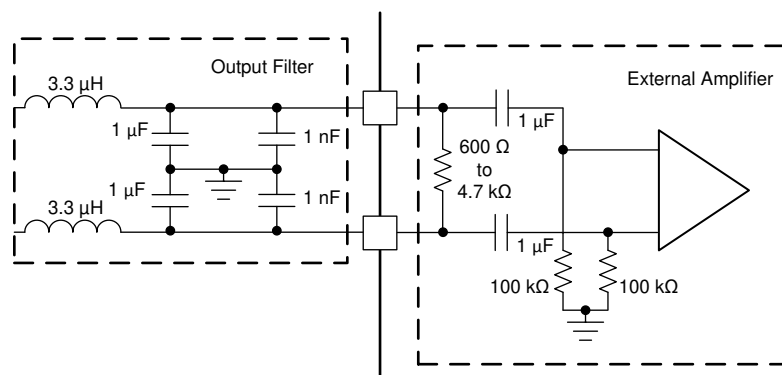 Output Filter
3.3 µH
1 µF
1 nF
1 µF
1 nF
3.3 µH
External Amplifier
1 µF
600 Ω
to
4.7 kΩ
1 µF
100 kΩ
100 kΩ